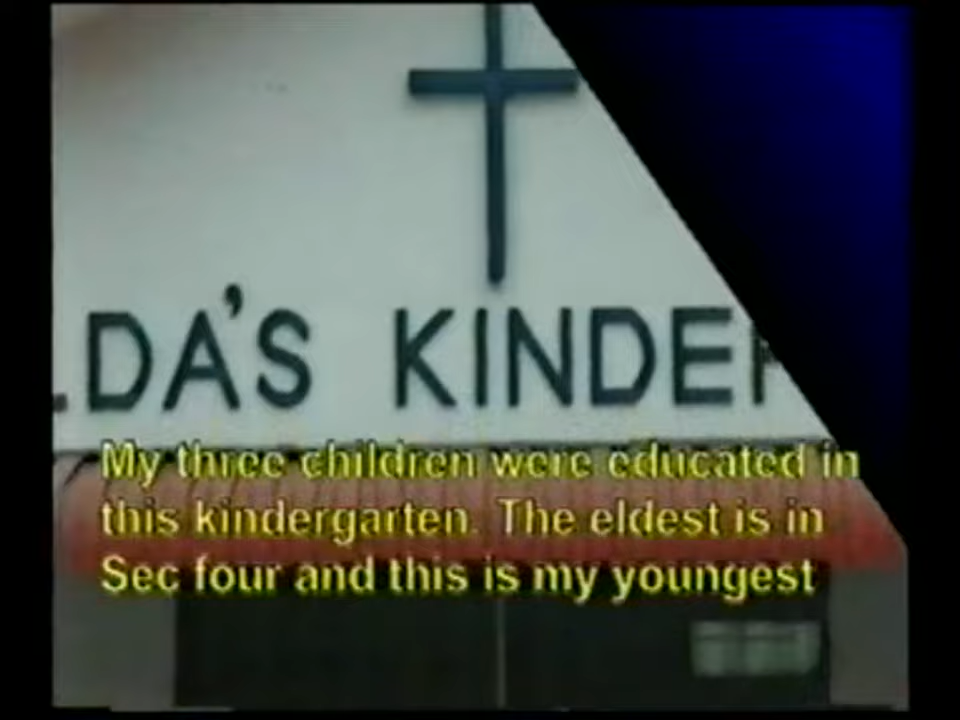 DA'S KINDER
My three children were educated in
this kindergarten. The eldest is in
Sec four and this is my youngest